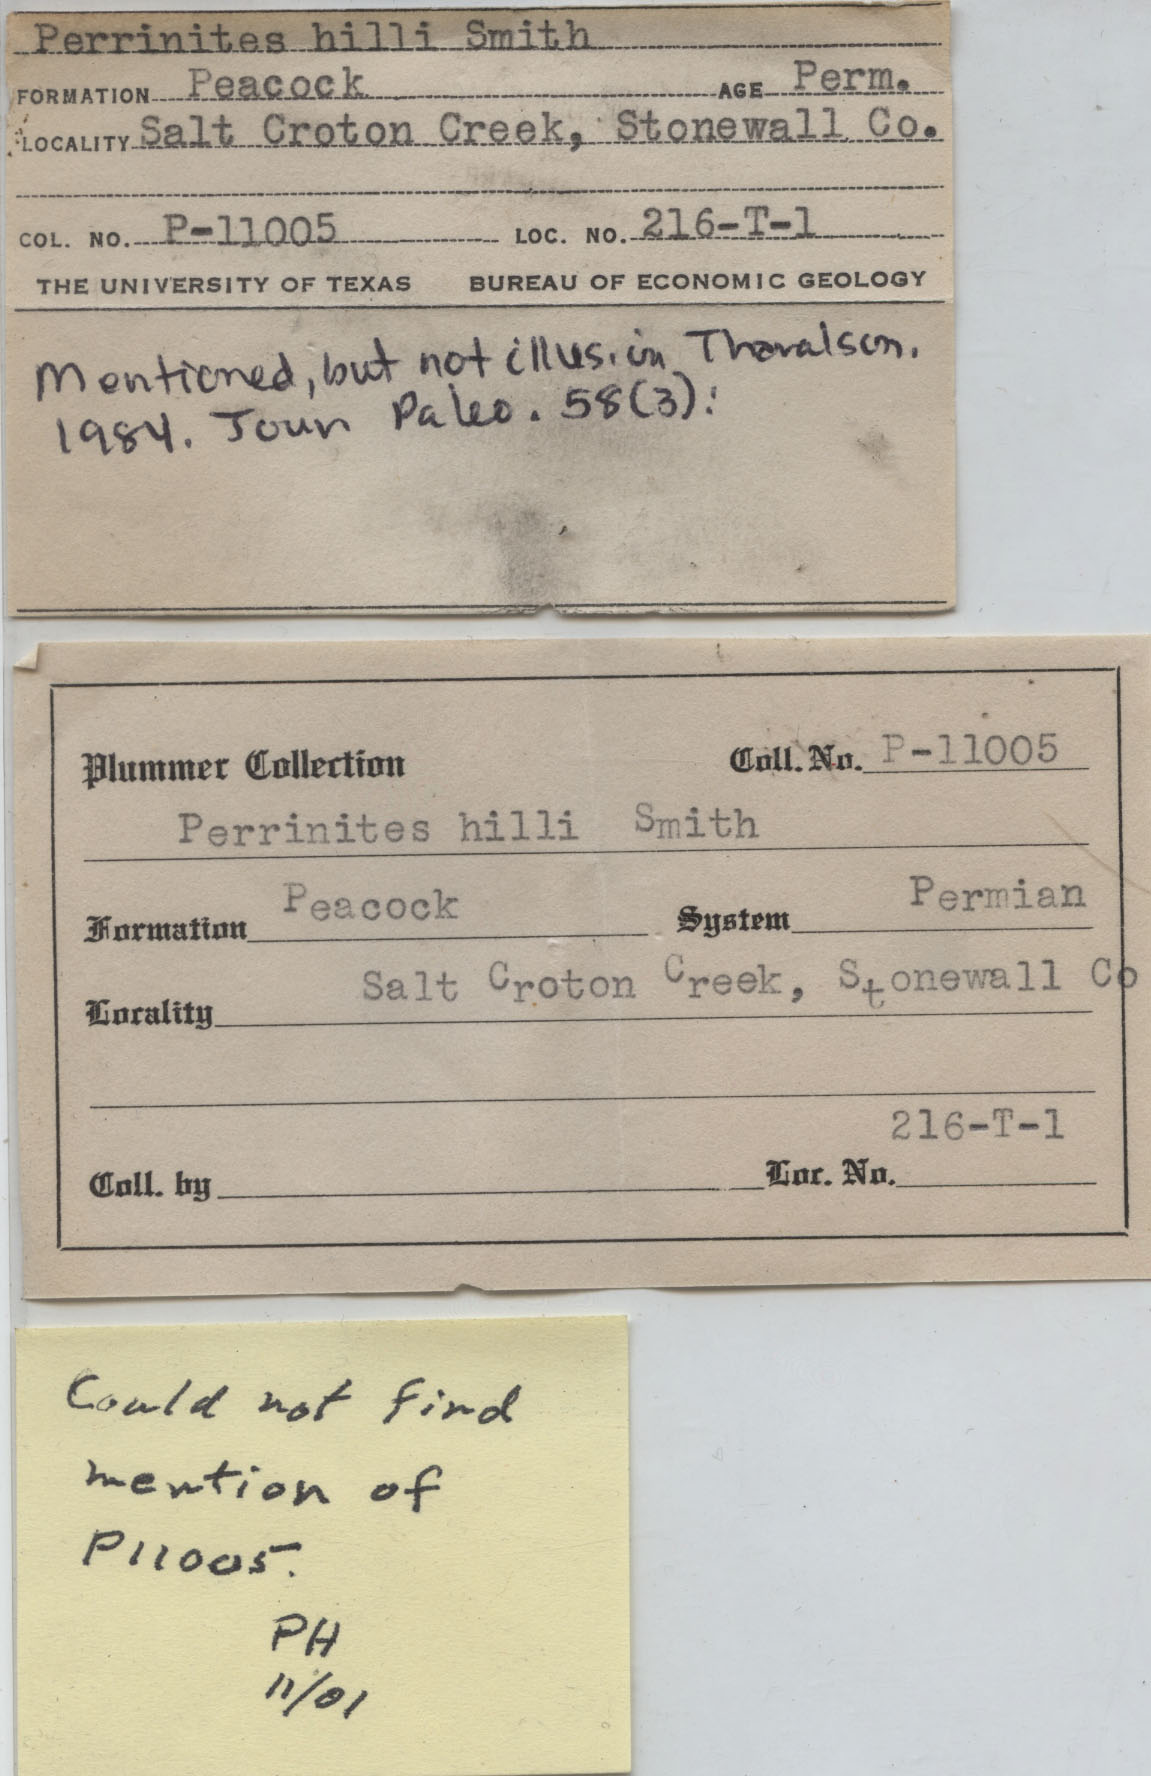 Perrinites hilli Smith
FORMATION Peacock AGE Perm.
LOCALITY Salt Croton Creek, Stonewall Co.
COL. NO. P-11005 LOC. NO. 216-T-1
THE UNIVERSITY OF TEXAS BUREAU OF ECONOMIC GEOLOGY
Mentioned, but not illus. in Thoralson.
1984. Journ Paleo. 58(3):
Plummer Collection Coll. No. P-11005
Perrinites hilli Smith
Formation Peacock System Permian
Locality Salt Croton Creek, Stonewall Co
216-T-1
Coll. by Loc. No.
Could not find
mention of
P11005.
PH
11/01